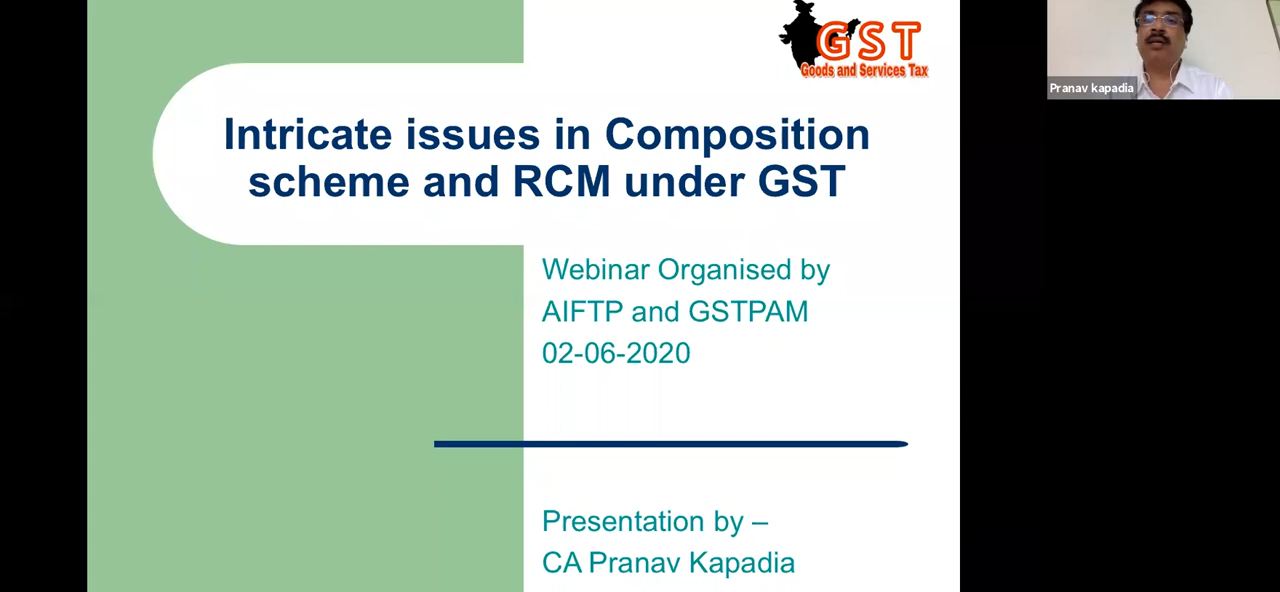 GST
Goods and Services Tax
Pranav kapadia
Intricate issues in Composition
scheme and RCM under GST
Webinar Organised by
AIFTP and GSTPAM
02-06-2020
Presentation by –
CA Pranav Kapadia